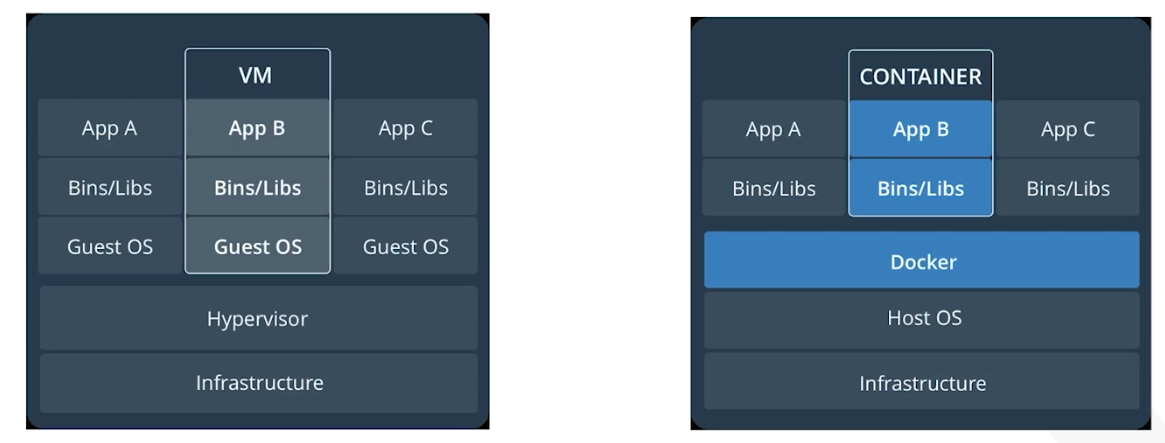 VM
App A App B App C
Bins/Libs Bins/Libs Bins/Libs
Guest OS Guest OS Guest OS
Hypervisor
Infrastructure
CONTAINER
App A App B App C
Bins/Libs Bins/Libs Bins/Libs
Docker
Host OS
Infrastructure